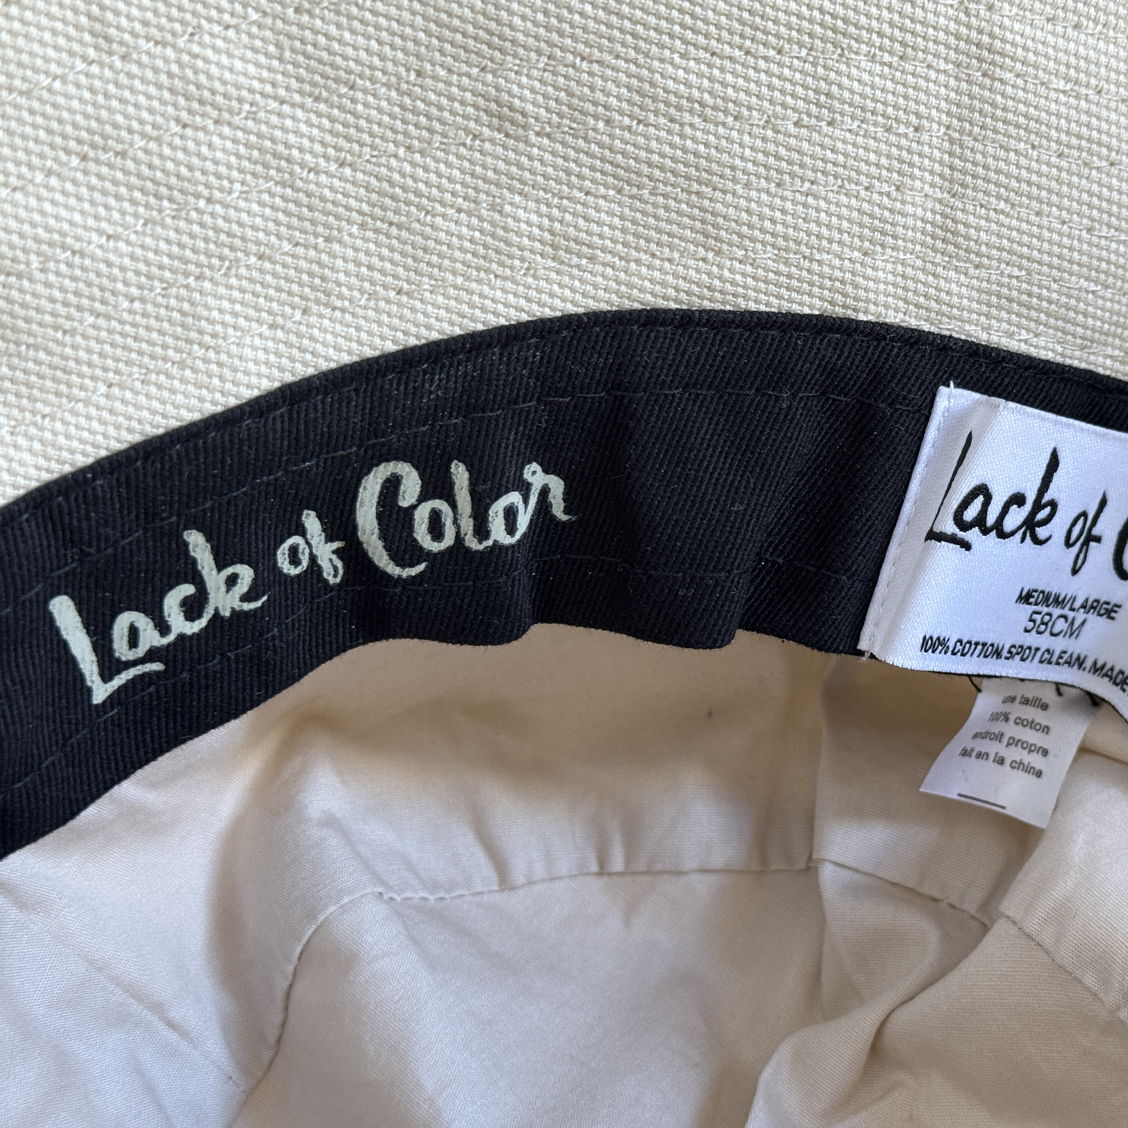 Lack of Color
Lack of
MEDIUM/LARGE
58CM
100% COTTON. SPOT CLEAN. MADE
une taille
100% coton
endroit propre
fait en la chine